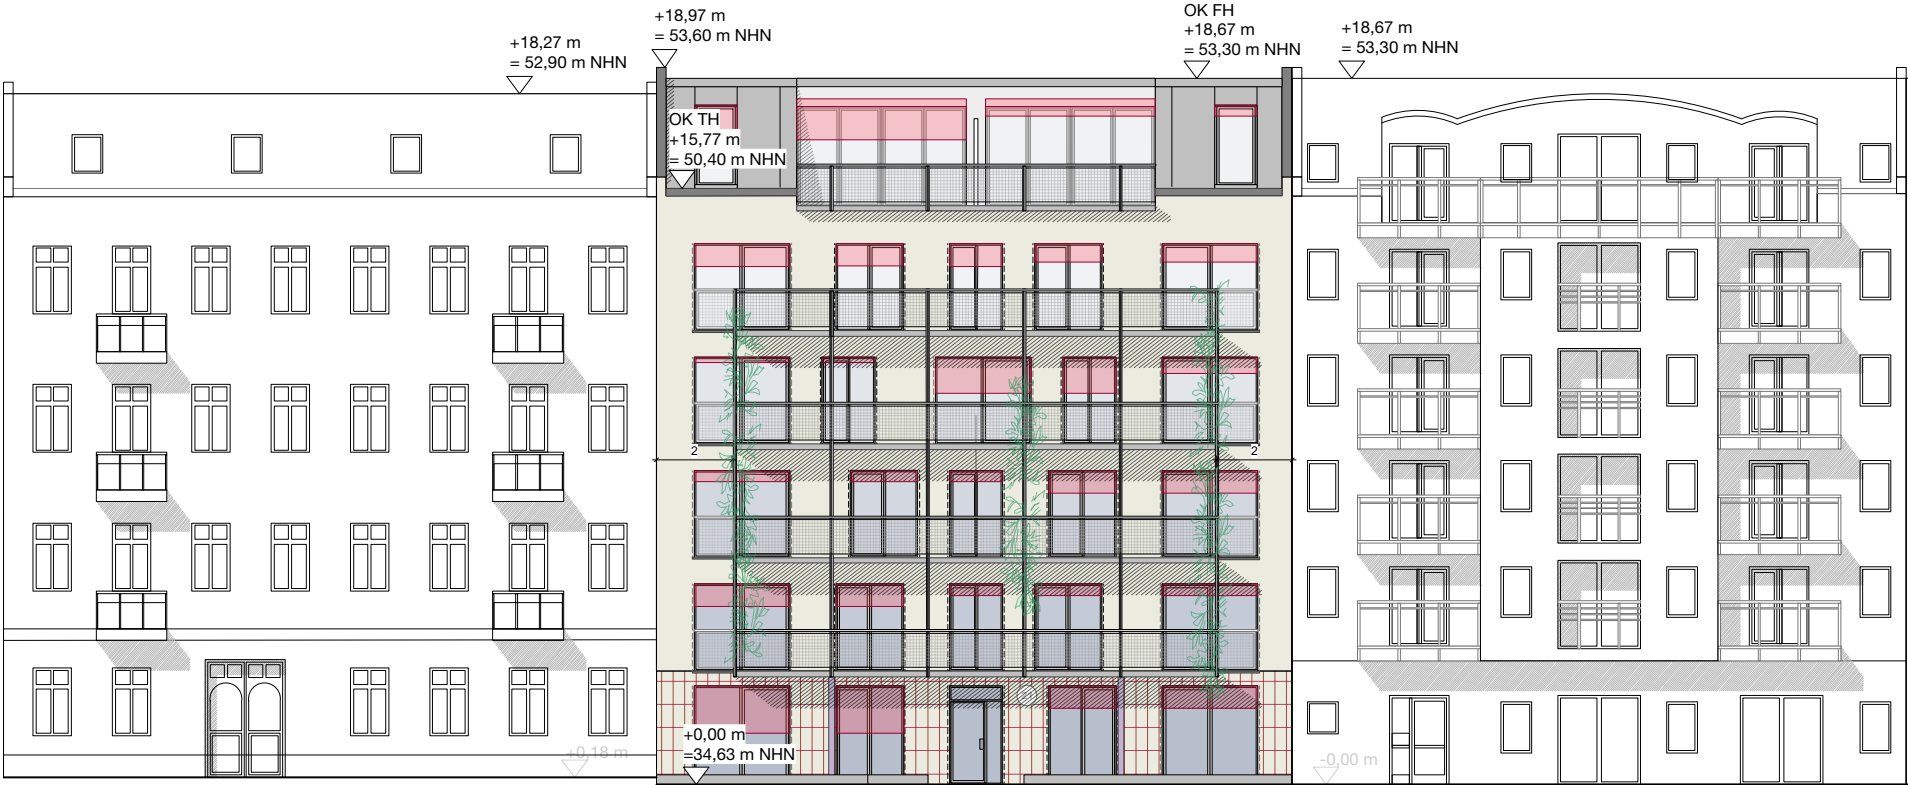 +18,27 m
= 52,90 m NHN
+18,97 m
= 53,60 m NHN
OK FH
+18,67 m
= 53,30 m NHN
+18,67 m
= 53,30 m NHN
OK TH
+15,77 m
= 50,40 m NHN
2
2
+0,00 m
=34,63 m NHN
+0,18 m
-0,00 m